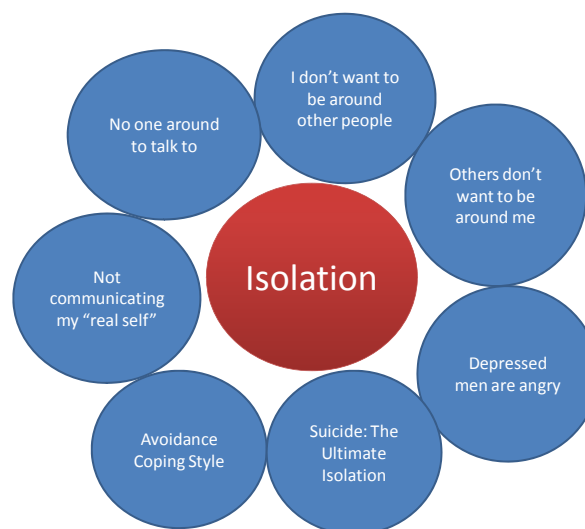 I don't want to
be around
other people
No one around
to talk to
Others don't
want to be
around me
Isolation
Not
communicating
my “real self”
Depressed
men are angry
Avoidance
Coping Style
Suicide: The
Ultimate
Isolation